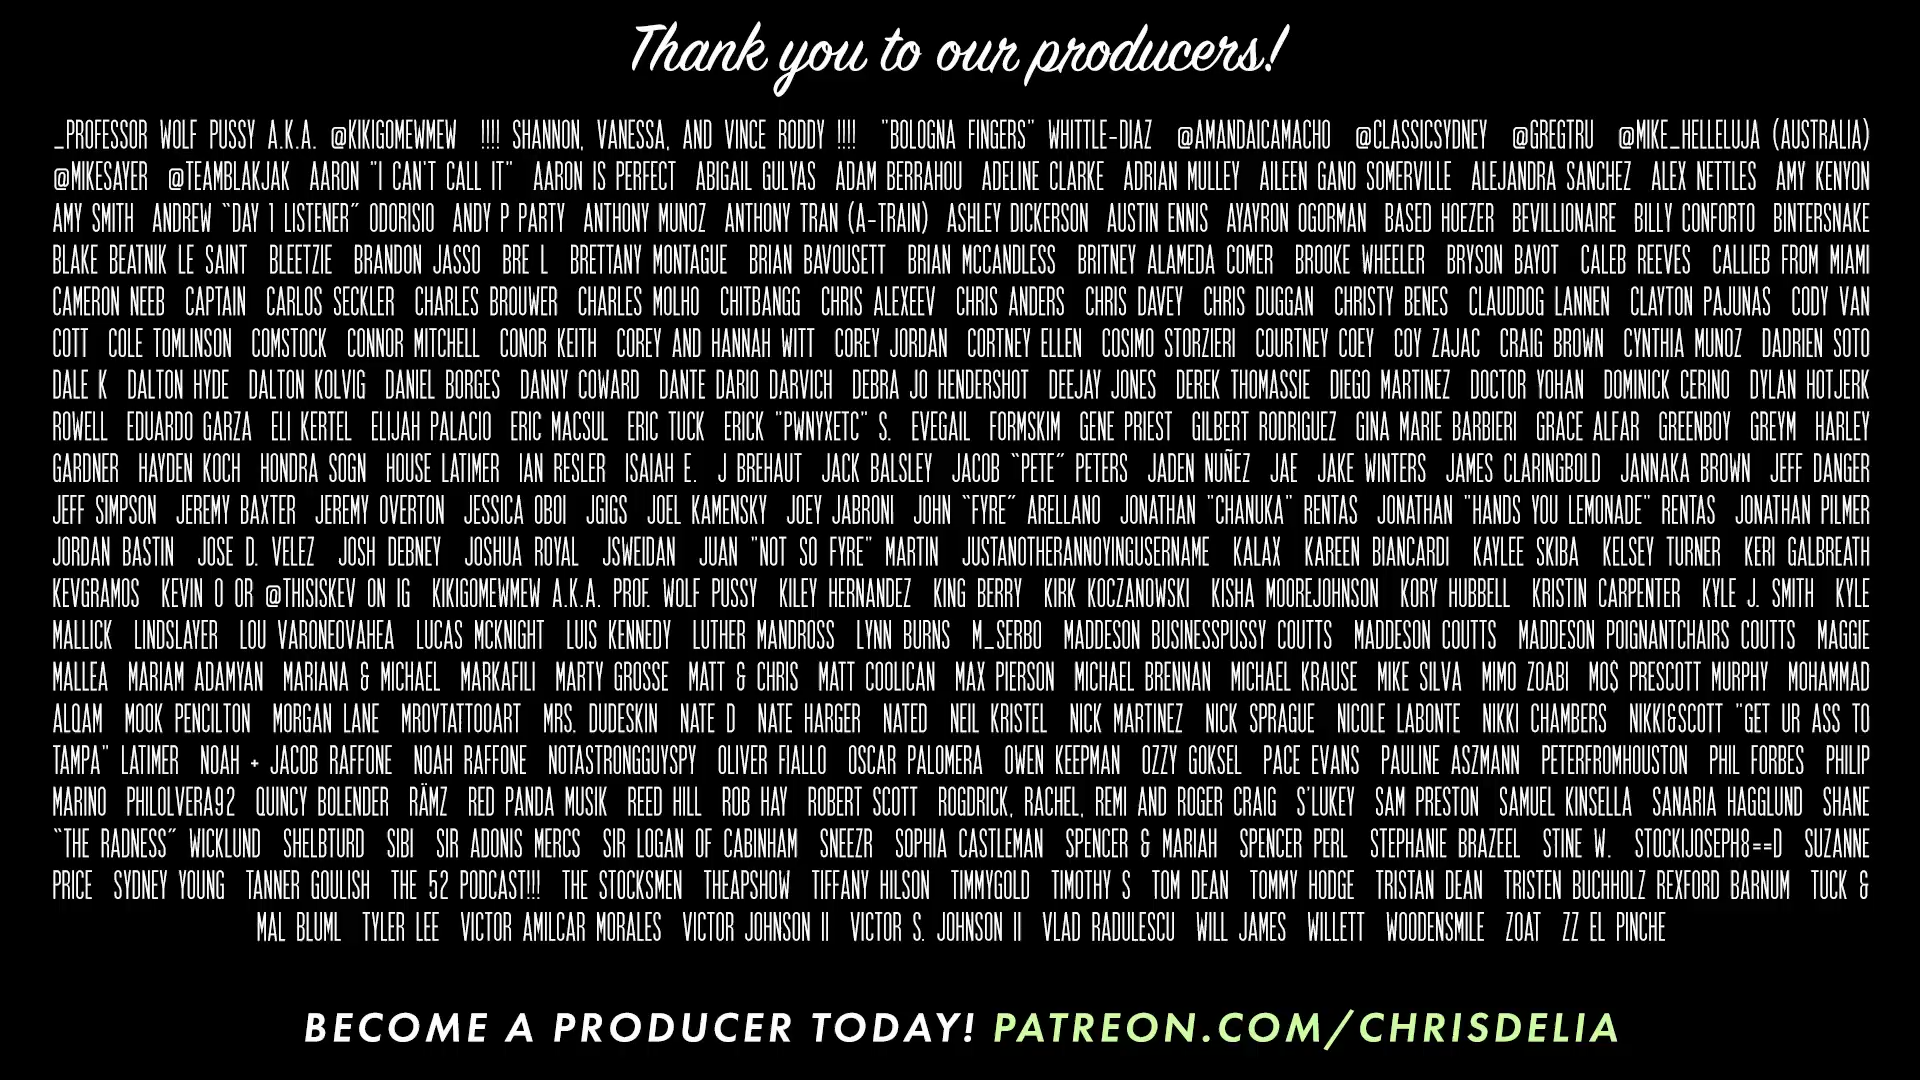 Thank you to our producers!
_PROFESSOR WOLF PUSSY A.K.A. @KIKIGOMEWMEW !!!! SHANNON, VANESSA, AND VINCE RODDY !!!! "BOLOGNA FINGERS" WHITTLE-DIAZ @AMANDAICAMACHO @CLASSICSYDNEY @GREGTRU @MIKE_HELLELUJA (AUSTRALIA)
@MIKESAYER @TEAMBLAKJAK AARON "I CAN'T CALL IT" AARON IS PERFECT ABIGAIL GULYAS ADAM BERRAHOU ADELINE CLARKE ADRIAN MULLEY AILEEN GANO SOMERVILLE ALEJANDRA SANCHEZ ALEX NETTLES AMY KENYON
AMY SMITH ANDREW “DAY 1 LISTENER” ODORISIO ANDY P PARTY ANTHONY MUNOZ ANTHONY TRAN (A-TRAIN) ASHLEY DICKERSON AUSTIN ENNIS AYAYRON OGORMAN BASED HOEZER BEVILLIONAIRE BILLY CONFORTO BINTERSNAKE
BLAKE BEATNIK LE SAINT BLEETZIE BRANDON JASSO BRE L BRETTANY MONTAGUE BRIAN BAVOUSETT BRIAN MCCANDLESS BRITNEY ALAMEDA COMER BROOKE WHEELER BRYSON BAYOT CALEB REEVES CALLIEB FROM MIAMI
CAMERON NEEB CAPTAIN CARLOS SECKLER CHARLES BROUWER CHARLES MOLHO CHITBANGG CHRIS ALEXEEV CHRIS ANDERS CHRIS DAVEY CHRIS DUGGAN CHRISTY BENES CLAUDDOG LANNEN CLAYTON PAJUNAS CODY VAN
COTT COLE TOMLINSON COMSTOCK CONNOR MITCHELL CONOR KEITH COREY AND HANNAH WITT COREY JORDAN CORTNEY ELLEN COSIMO STORZIERI COURTNEY COEY COY ZAJAC CRAIG BROWN CYNTHIA MUNOZ DADRIEN SOTO
DALE K DALTON HYDE DALTON KOLVIG DANIEL BORGES DANNY COWARD DANTE DARIO DARVICH DEBRA JO HENDERSHOT DEEJAY JONES DEREK THOMASSIE DIEGO MARTINEZ DOCTOR YOHAN DOMINICK CERINO DYLAN HOTJERK
ROWELL EDUARDO GARZA ELI KERTEL ELIJAH PALACIO ERIC MACSUL ERIC TUCK ERICK "PWNYXETC" S. EVEGAIL FORMSKIM GENE PRIEST GILBERT RODRIGUEZ GINA MARIE BARBIERI GRACE ALFAR GREENBOY GREYM HARLEY
GARDNER HAYDEN KOCH HONDRA SOGN HOUSE LATIMER IAN RESLER ISAIAH E. J BREHAUT JACK BALSLEY JACOB “PETE” PETERS JADEN NUÑEZ JAE JAKE WINTERS JAMES CLARINGBOLD JANNAKA BROWN JEFF DANGER
JEFF SIMPSON JEREMY BAXTER JEREMY OVERTON JESSICA OBOI JGIGS JOEL KAMENSKY JOEY JABRONI JOHN “FYRE” ARELLANO JONATHAN "CHANUKA" RENTAS JONATHAN "HANDS YOU LEMONADE" RENTAS JONATHAN PILMER
JORDAN BASTIN JOSE D. VELEZ JOSH DEBNEY JOSHUA ROYAL JSWEIDAN JUAN "NOT SO FYRE" MARTIN JUSTANOTHERANNOYINGUSERNAME KALAX KAREEN BIANCARDI KAYLEE SKIBA KELSEY TURNER KERI GALBREATH
KEVGRAMOS KEVIN O OR @THISISKEV ON IG KIKIGOMEWMEW A.K.A. PROF. WOLF PUSSY KILEY HERNANDEZ KING BERRY KIRK KOCZANOWSKI KISHA MOOREJOHNSON KORY HUBBELL KRISTIN CARPENTER KYLE J. SMITH KYLE
MALLICK LINDSLAYER LOU VARONEOVAHEA LUCAS MCKNIGHT LUIS KENNEDY LUTHER MANDROSS LYNN BURNS M_SERBO MADDESON BUSINESSPUSSY COUTTS MADDESON COUTTS MADDESON POIGNANTCHAIRS COUTTS MAGGIE
MALLEA MARIAM ADAMYAN MARIANA & MICHAEL MARKAFILI MARTY GROSSE MATT & CHRIS MATT COOLICAN MAX PIERSON MICHAEL BRENNAN MICHAEL KRAUSE MIKE SILVA MIMO ZOABI MO$ PRESCOTT MURPHY MOHAMMAD
ALQAM MOOK PENCILTON MORGAN LANE MROYTATTOOART MRS. DUDESKIN NATE D NATE HARGER NATED NEIL KRISTEL NICK MARTINEZ NICK SPRAGUE NICOLE LABONTE NIKKI CHAMBERS NIKKI&SCOTT "GET UR ASS TO
TAMPA" LATIMER NOAH + JACOB RAFFONE NOAH RAFFONE NOTASTRONGGUYSPY OLIVER FIALLO OSCAR PALOMERA OWEN KEEPMAN OZZY GOKSEL PACE EVANS PAULINE ASZMANN PETERFROMHOUSTON PHIL FORBES PHILIP
MARINO PHILOLVERA92 QUINCY BOLENDER RÄMZ RED PANDA MUSIK REED HILL ROB HAY ROBERT SCOTT ROGDRICK, RACHEL, REMI AND ROGER CRAIG S'LUKEY SAM PRESTON SAMUEL KINSELLA SANARIA HAGGLUND SHANE
“THE RADNESS” WICKLUND SHELBTURD SIBI SIR ADONIS MERCS SIR LOGAN OF CABINHAM SNEEZR SOPHIA CASTLEMAN SPENCER & MARIAH SPENCER PERL STEPHANIE BRAZEEL STINE W. STOCKIJOSEPH8==D SUZANNE
PRICE SYDNEY YOUNG TANNER GOULISH THE 52 PODCAST!!! THE STOCKSMEN THEAPSHOW TIFFANY HILSON TIMMYGOLD TIMOTHY S TOM DEAN TOMMY HODGE TRISTAN DEAN TRISTEN BUCHHOLZ REXFORD BARNUM TUCK &
MAL BLUML TYLER LEE VICTOR AMILCAR MORALES VICTOR JOHNSON II VICTOR S. JOHNSON II VLAD RADULESCU WILL JAMES WILLETT WOODENSMILE ZOAT ZZ EL PINCHE
BECOME A PRODUCER TODAY! PATREON.COM/CHRISDELIA